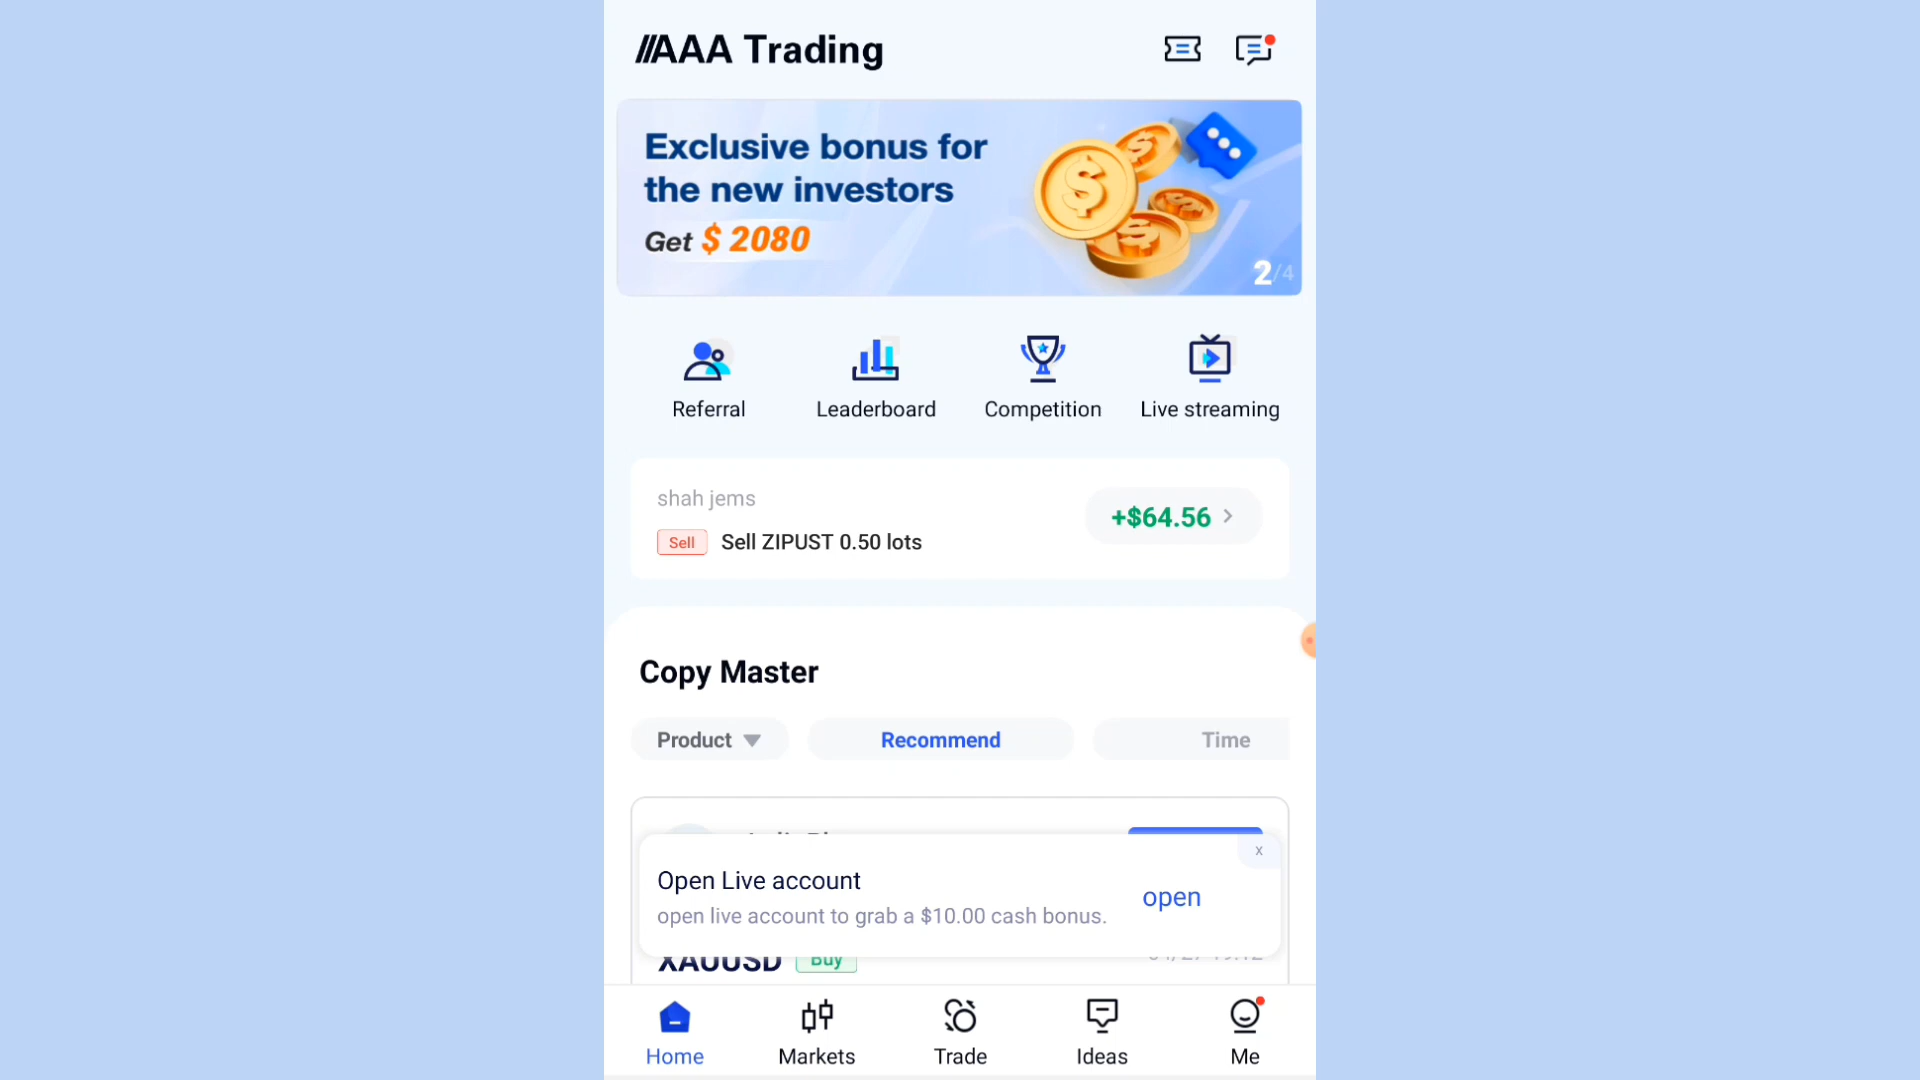 AAA Trading
Exclusive bonus for
the new investors
Get $ 2080
2/4
Referral
Leaderboard
Competition
Live streaming
shah jems
Sell
Sell ZIPUST 0.50 lots
+$64.56
Copy Master
Product
Recommend
Time
x
Open Live account
open live account to grab a $10.00 cash bonus.
open
XAUUSD
Buy
Home
Markets
Trade
Ideas
Me